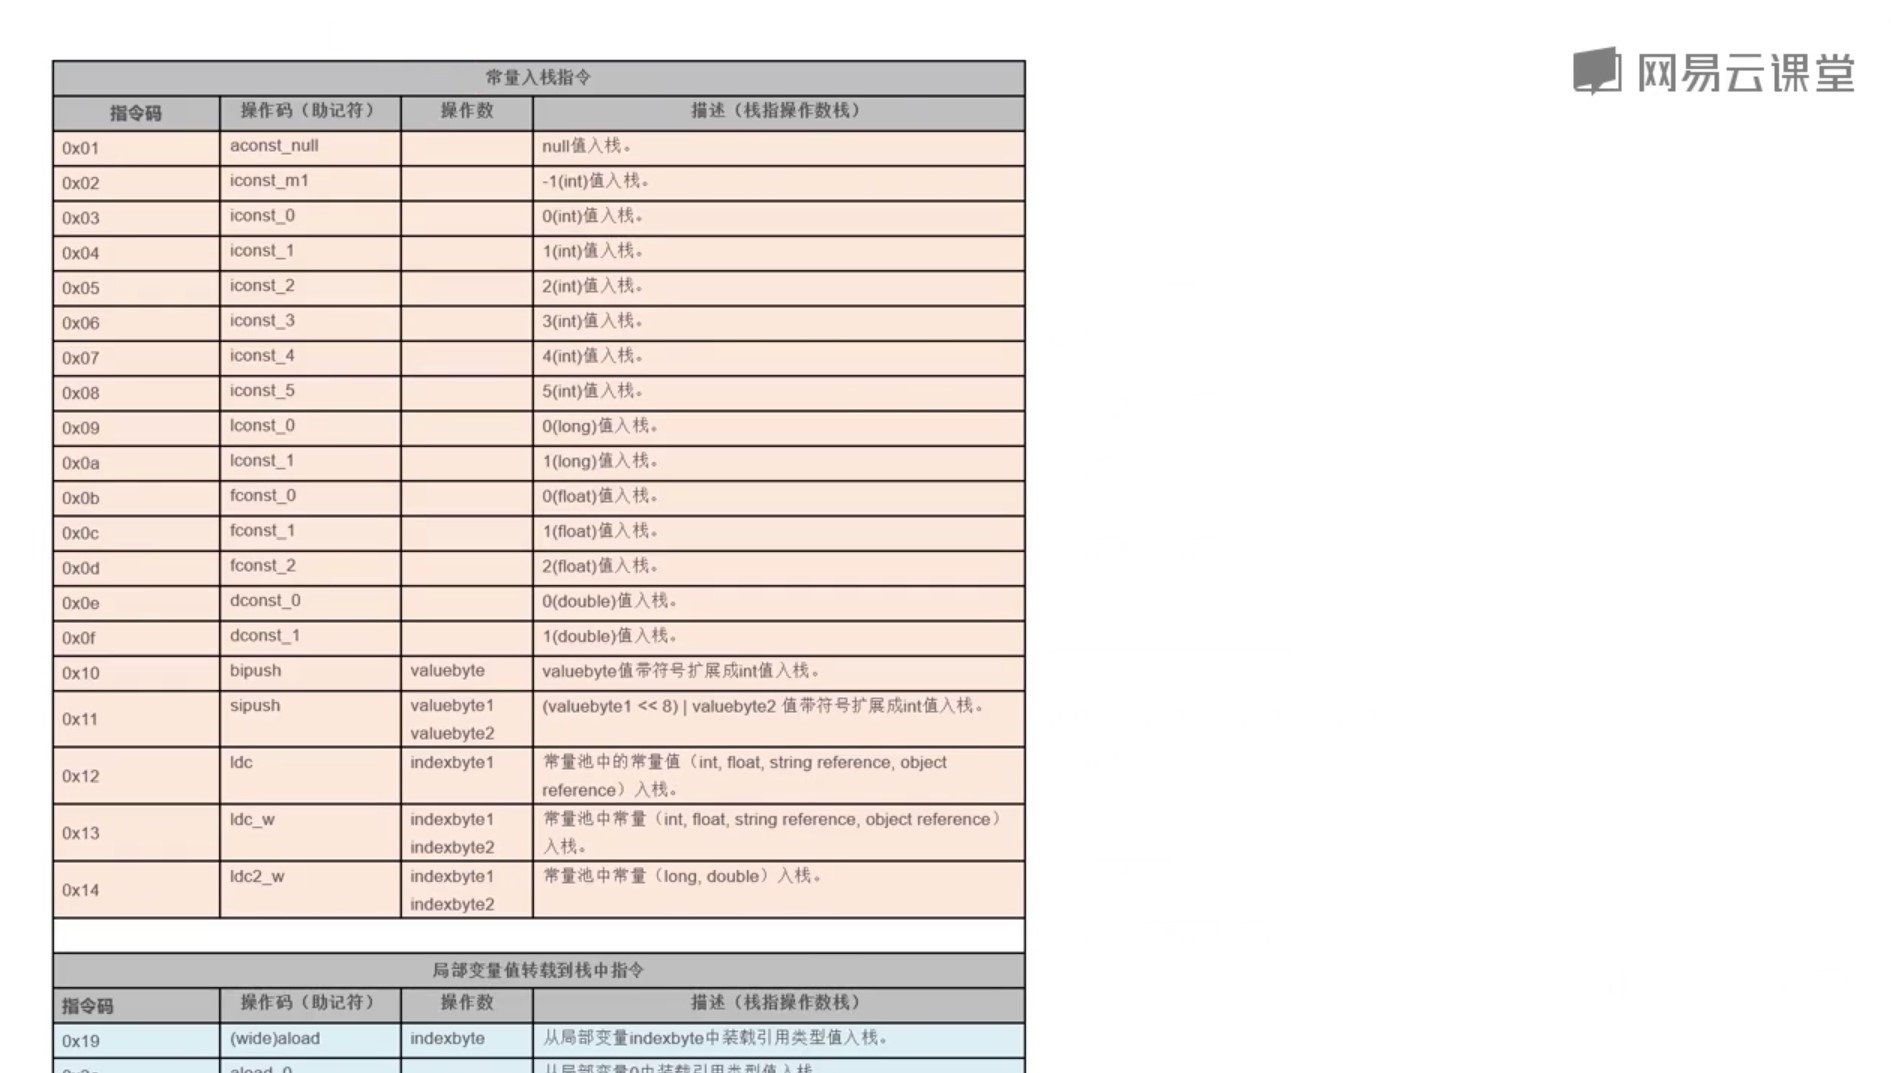 网易云课堂
常量入栈指令
指令码 操作码（助记符） 操作数 描述（栈指操作数栈）
0x01 aconst_null null值入栈。
0x02 iconst_m1 -1(int)值入栈。
0x03 iconst_0 0(int)值入栈。
0x04 iconst_1 1(int)值入栈。
0x05 iconst_2 2(int)值入栈。
0x06 iconst_3 3(int)值入栈。
0x07 iconst_4 4(int)值入栈。
0x08 iconst_5 5(int)值入栈。
0x09 lconst_0 0(long)值入栈。
0x0a lconst_1 1(long)值入栈。
0x0b fconst_0 0(float)值入栈。
0x0c fconst_1 1(float)值入栈。
0x0d fconst_2 2(float)值入栈。
0x0e dconst_0 0(double)值入栈。
0x0f dconst_1 1(double)值入栈。
0x10 bipush valuebyte valuebyte值带符号扩展成int值入栈。
0x11 sipush valuebyte1 (valuebyte1 << 8) | valuebyte2 值带符号扩展成int值入栈。
valuebyte2
0x12 ldc indexbyte1 常量池中的常量值（int, float, string reference, object
reference）入栈。
0x13 ldc_w indexbyte1 常量池中常量（int, float, string reference, object reference）
indexbyte2 入栈。
0x14 ldc2_w indexbyte1 常量池中常量（long, double）入栈。
indexbyte2
局部变量值转载到栈中指令
指令码 操作码（助记符） 操作数 描述（栈指操作数栈）
0x19 (wide)aload indexbyte 从局部变量indexbyte中装载引用类型值入栈。
aload_0 从局部变量0中装载引用类型值入栈。